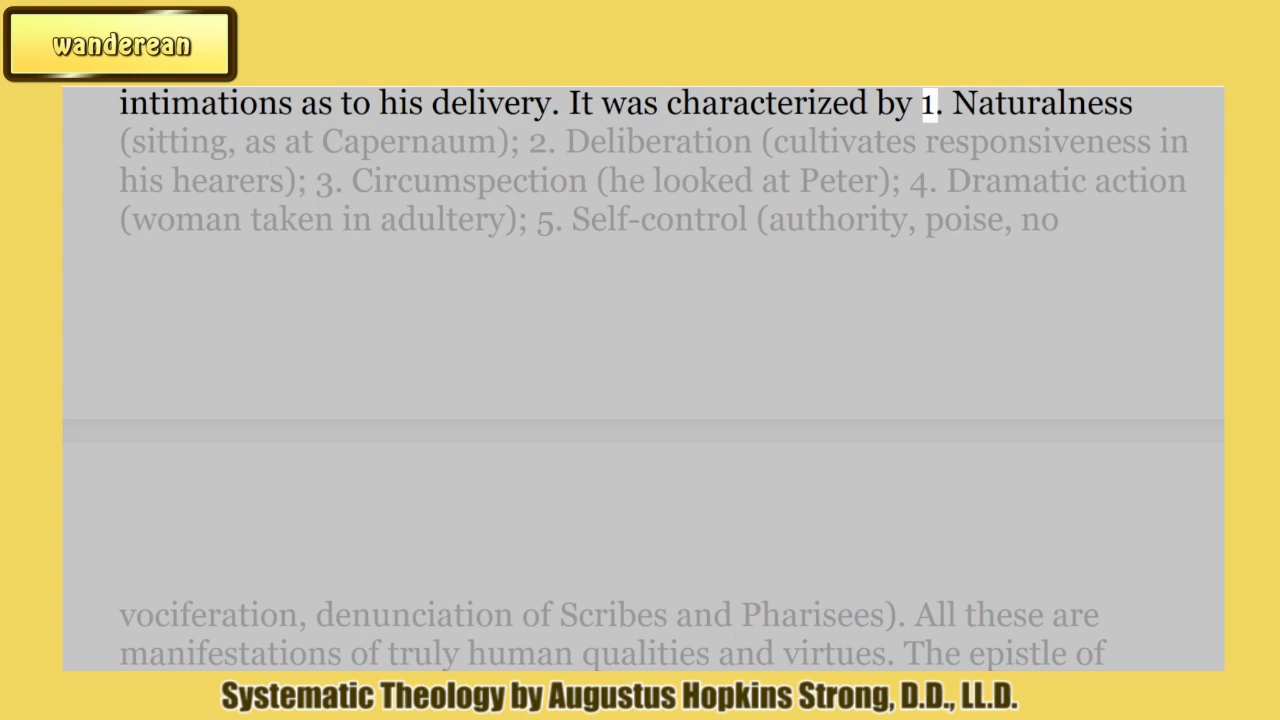 wanderean
intimations as to his delivery. It was characterized by 1. Naturalness
(sitting, as at Capernaum); 2. Deliberation (cultivates responsiveness in
his hearers); 3. Circumspection (he looked at Peter); 4. Dramatic action
(woman taken in adultery); 5. Self-control (authority, poise, no
vociferation, denunciation of Scribes and Pharisees). All these are
manifestations of truly human qualities and virtues. The epistle of
Systematic Theology by Augustus Hopkins Strong, D.D., LL.D.